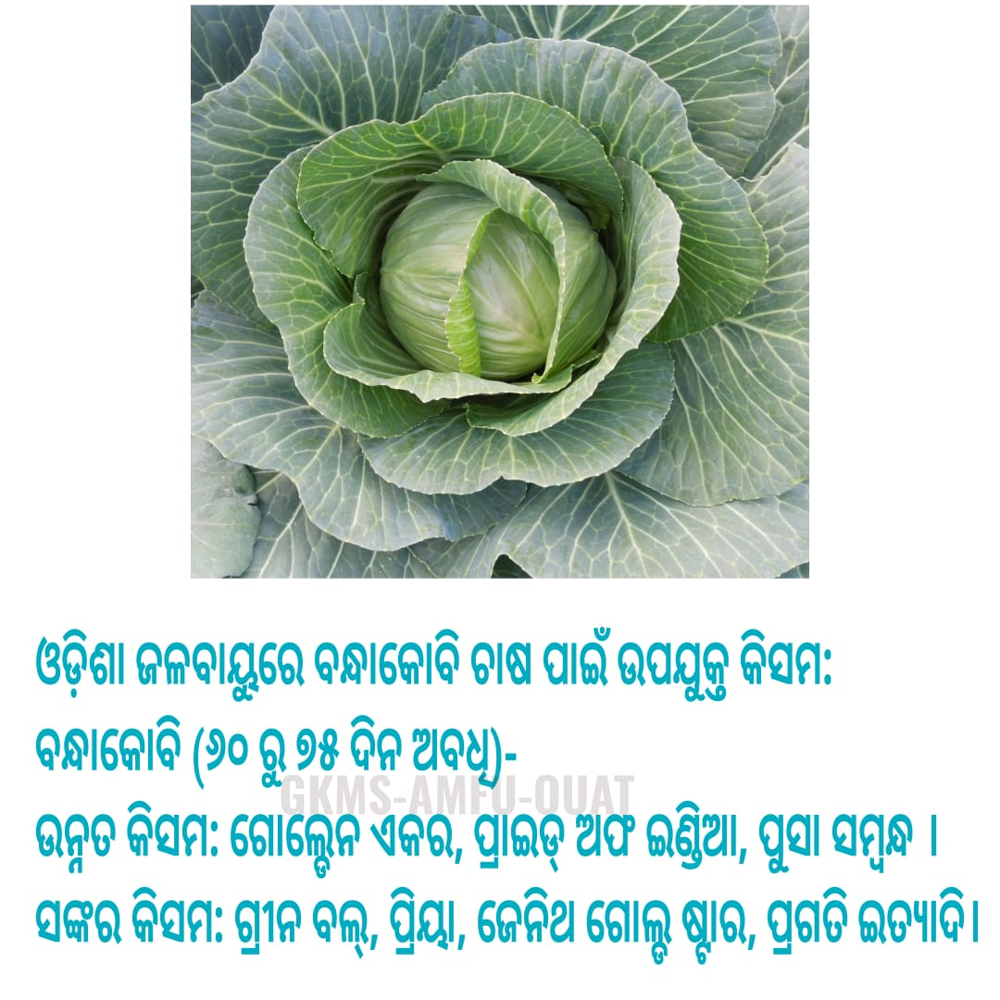 ଓଡ଼ିଶା ଜଳବାୟୁରେ ବନ୍ଧାକୋବି ଚାଷ ପାଇଁ ଉପଯୁକ୍ତ କିସମ:
ବନ୍ଧାକୋବି (୬୦ ରୁ ୭୫ ଦିନ ଅବଧି)-
GKMS-AMFU-OUAT
ଉନ୍ନତ କିସମ: ଗୋଲ୍ଡେନ ଏକର, ପ୍ରାଇଡ୍ ଅଫ ଇଣ୍ଡିଆ, ପୁସା ସମ୍ବନ୍ଧ ।
ସଙ୍କର କିସମ: ଗ୍ରୀନ ବଲ୍, ପ୍ରିୟା, ଜେନିଥ ଗୋଲ୍ଡ ଷ୍ଟାର, ପ୍ରଗତି ଇତ୍ୟାଦି।